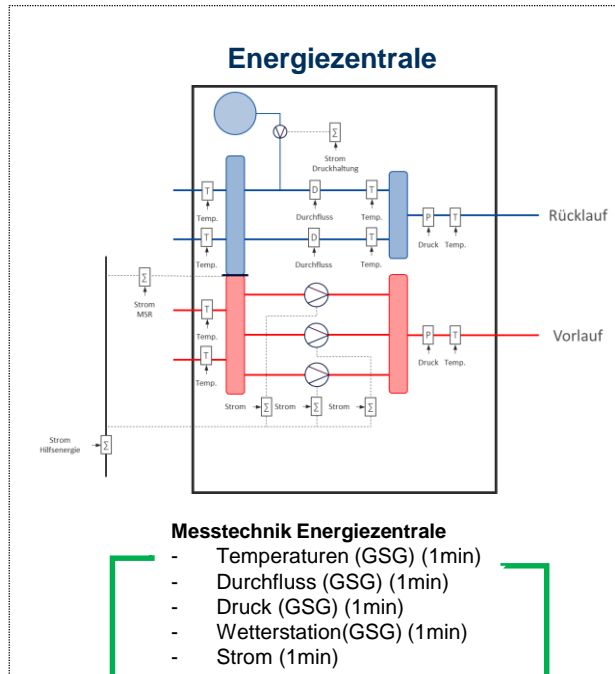 Energiezentrale
Σ
Strom
Druckhaltung
T
D
T
Temp.
Durchfluss
Temp.
Rücklauf
T
D
T
P
T
Temp.
Durchfluss
Temp.
Druck
Temp.
Σ
Strom
MSR
T
Temp.
T
Temp.
P
T
Vorlauf
Druck
Temp.
Strom
Σ
Strom
Σ
Strom
Σ
Strom
Hilfsenergie
Σ
Messtechnik Energiezentrale
- Temperaturen (GSG) (1min)
- Durchfluss (GSG) (1min)
- Druck (GSG) (1min)
- Wetterstation(GSG) (1min)
- Strom (1min)